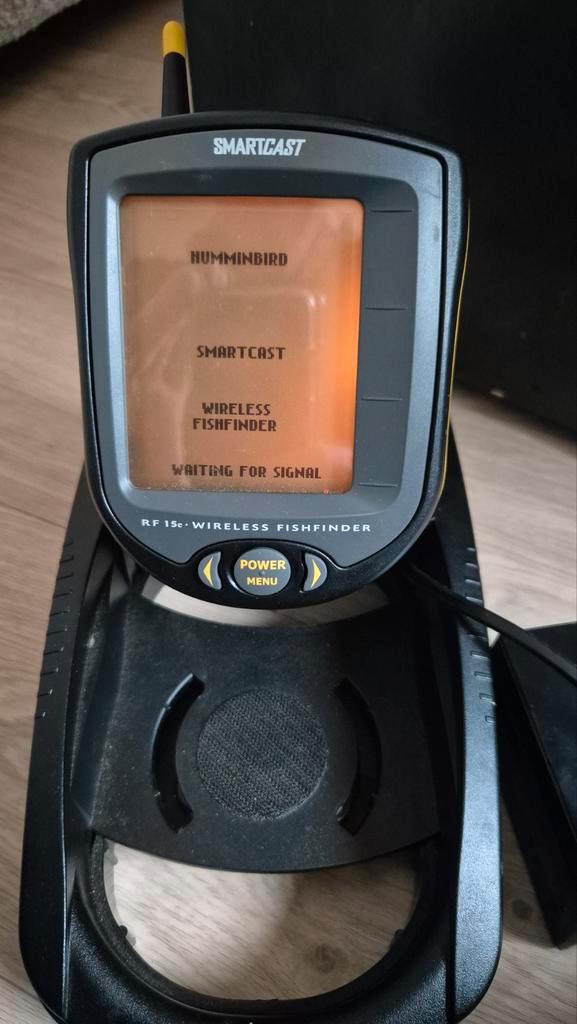 SMARTCAST
HUMMINBIRD
SMARTCAST
WIRELESS
FISHFINDER
WAITING FOR SIGNAL
RF 15e · WIRELESS FISHFINDER
POWER
MENU